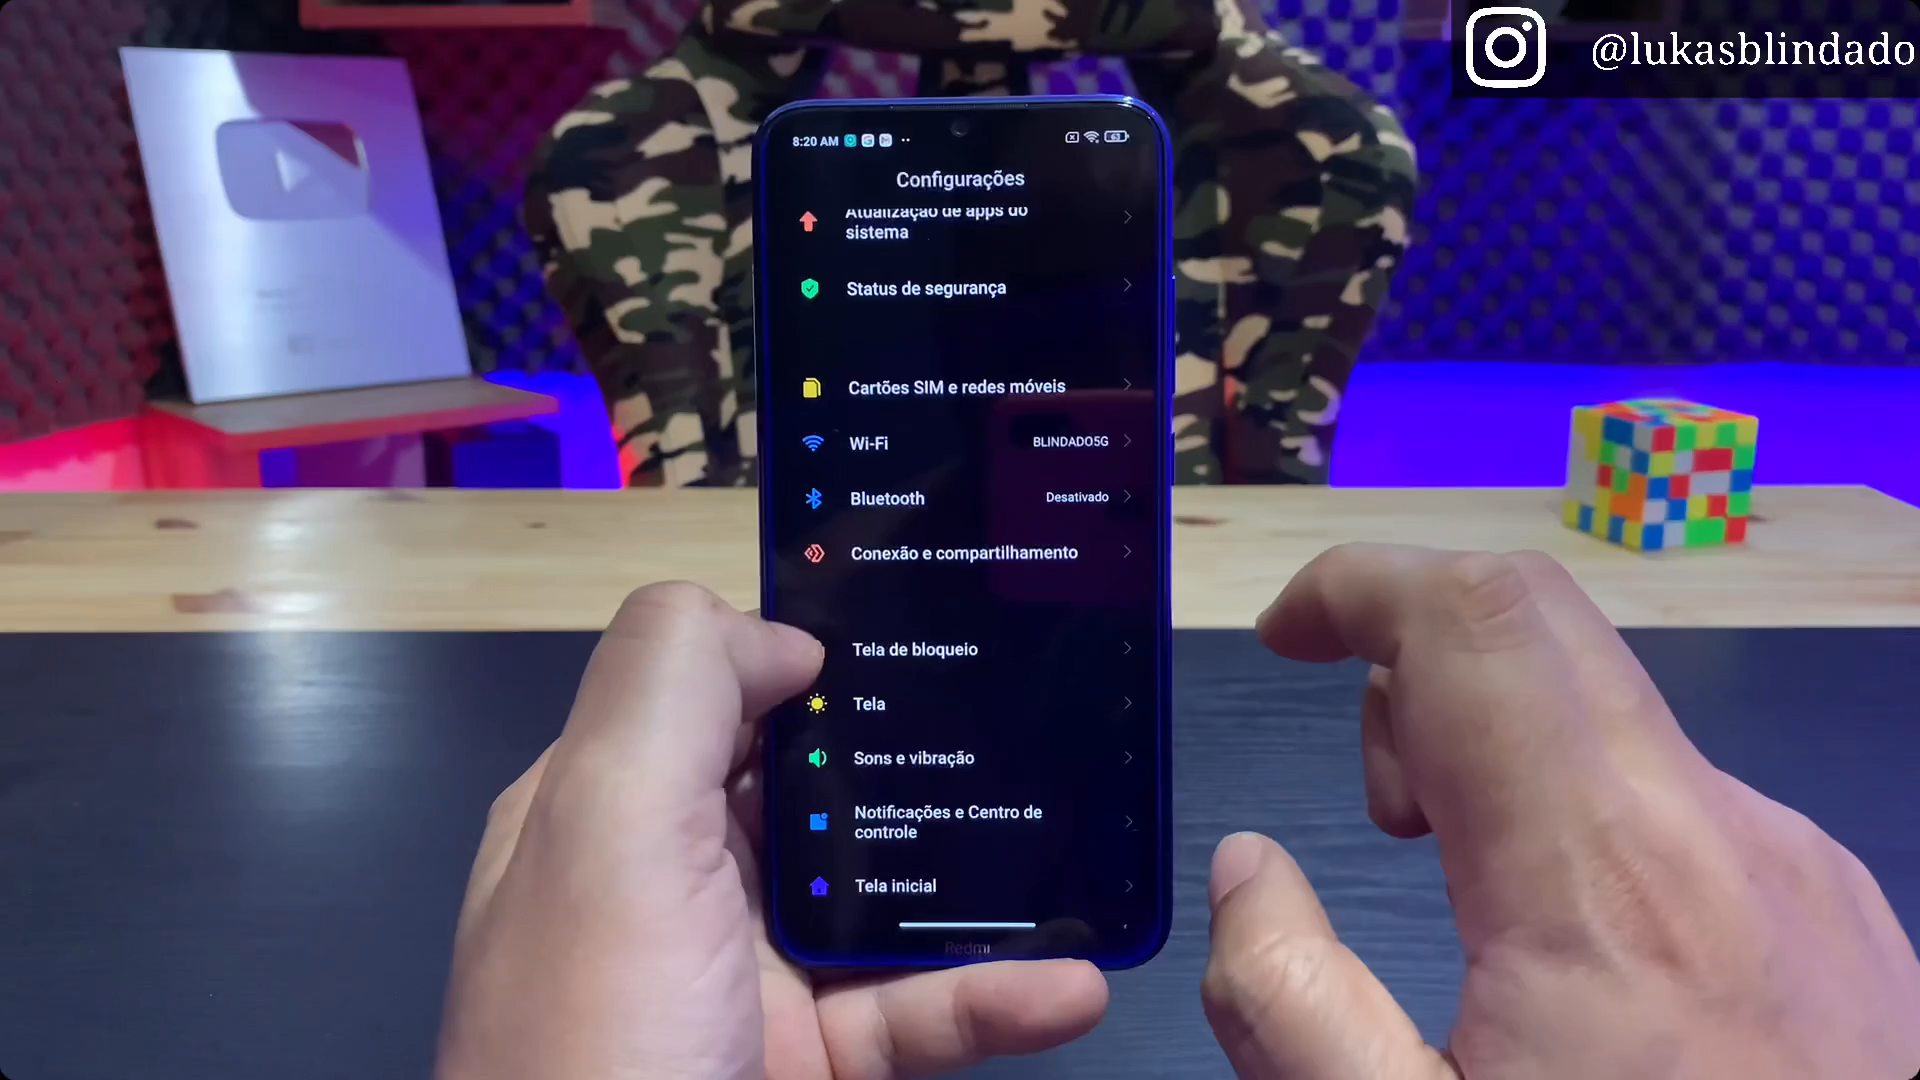 @lukasblindado
8:20 AM
63
Configurações
Atualização de apps do
sistema
Status de segurança
Cartões SIM e redes móveis
Wi-Fi
BLINDADO5G
Bluetooth
Desativado
Conexão e compartilhamento
Tela de bloqueio
Tela
Sons e vibração
Notificações e Centro de
controle
Tela inicial
Redmi